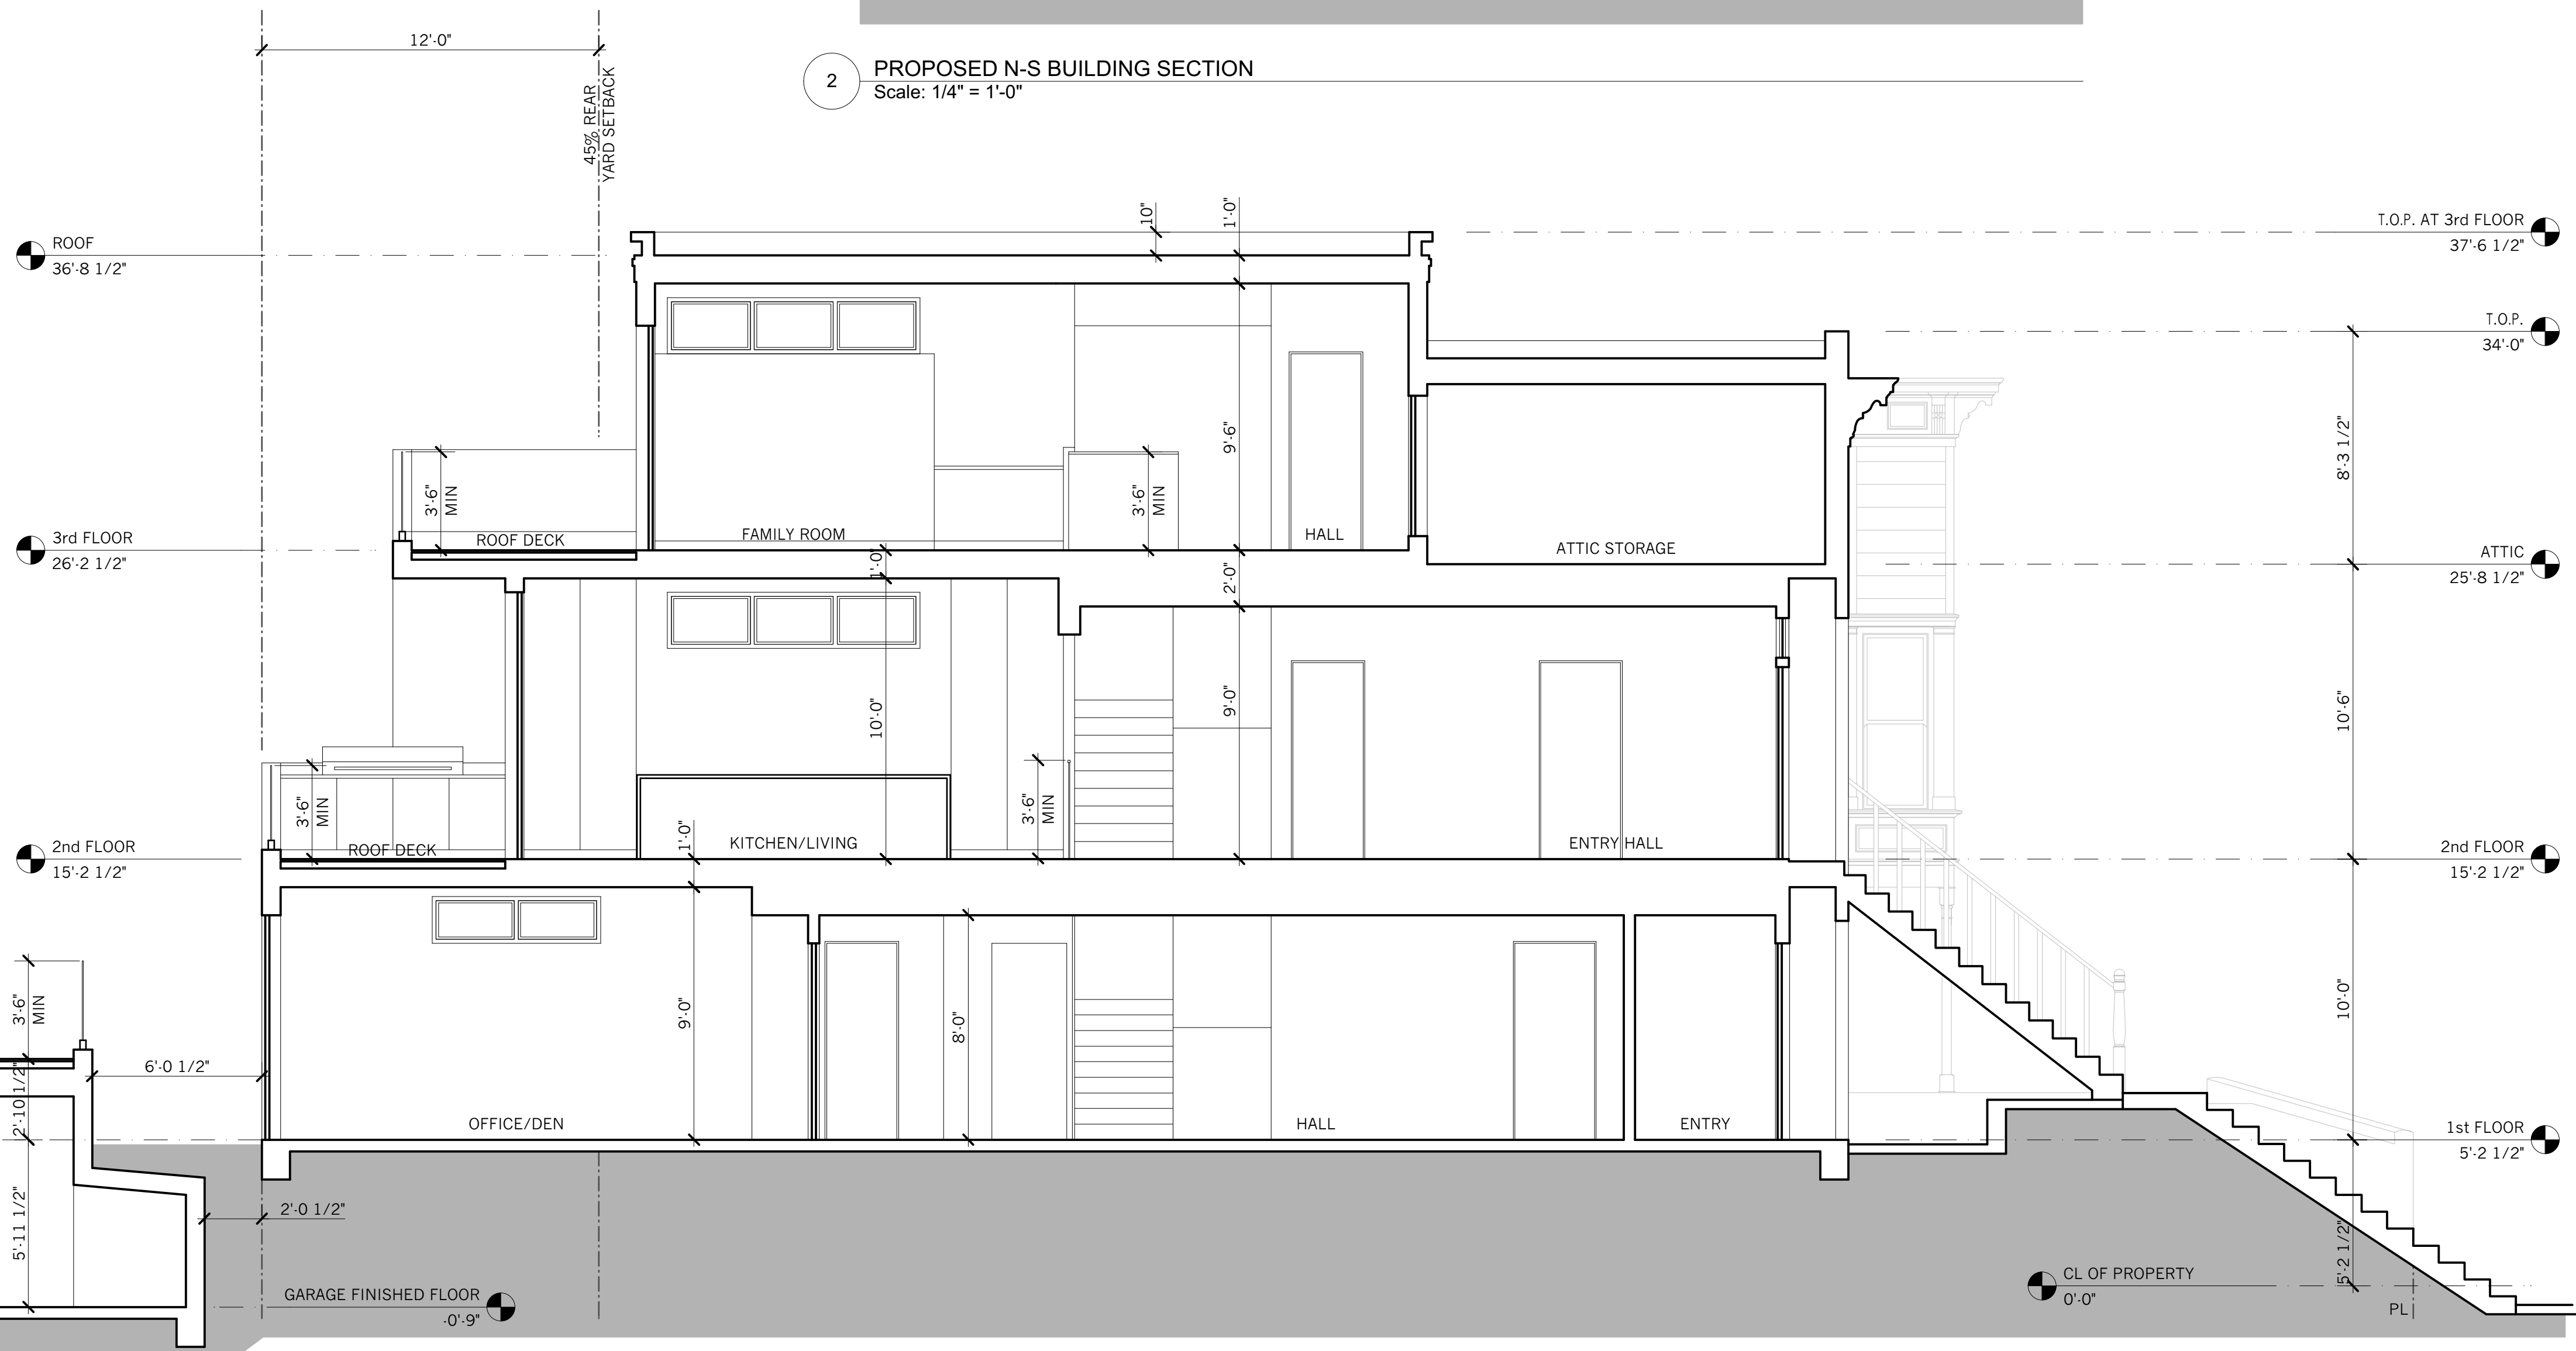 12'-0"
45% REAR
YARD SETBACK
2
PROPOSED N-S BUILDING SECTION
Scale: 1/4" = 1'-0"
ROOF
36'-8 1/2"
10"
1'-0"
T.O.P. AT 3rd FLOOR
37'-6 1/2"
T.O.P.
34'-0"
9'-6"
8'-3 1/2"
3'-6"
MIN
3'-6"
MIN
3rd FLOOR
26'-2 1/2"
ROOF DECK
FAMILY ROOM
HALL
ATTIC STORAGE
ATTIC
25'-8 1/2"
1'-0"
2'-0"
10'-0"
9'-0"
10'-6"
3'-6"
MIN
3'-6"
MIN
2nd FLOOR
15'-2 1/2"
ROOF DECK
1'-0"
KITCHEN/LIVING
ENTRY HALL
2nd FLOOR
15'-2 1/2"
3'-6"
MIN
9'-0"
8'-0"
10'-0"
6'-0 1/2"
2'-10 1/2"
OFFICE/DEN
HALL
ENTRY
1st FLOOR
5'-2 1/2"
5'-11 1/2"
2'-0 1/2"
5'-2 1/2"
GARAGE FINISHED FLOOR
-0'-9"
CL OF PROPERTY
0'-0"
PL